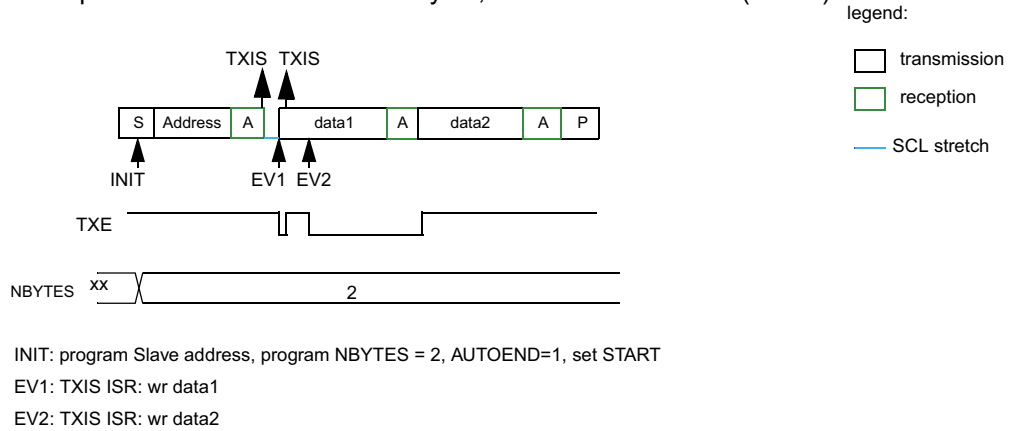 legend:
transmission
reception
SCL stretch
TXIS TXIS
S Address A data1 A data2 A P
INIT EV1 EV2
TXE
NBYTES xx 2
INIT: program Slave address, program NBYTES = 2, AUTOEND=1, set START
EV1: TXIS ISR: wr data1
EV2: TXIS ISR: wr data2